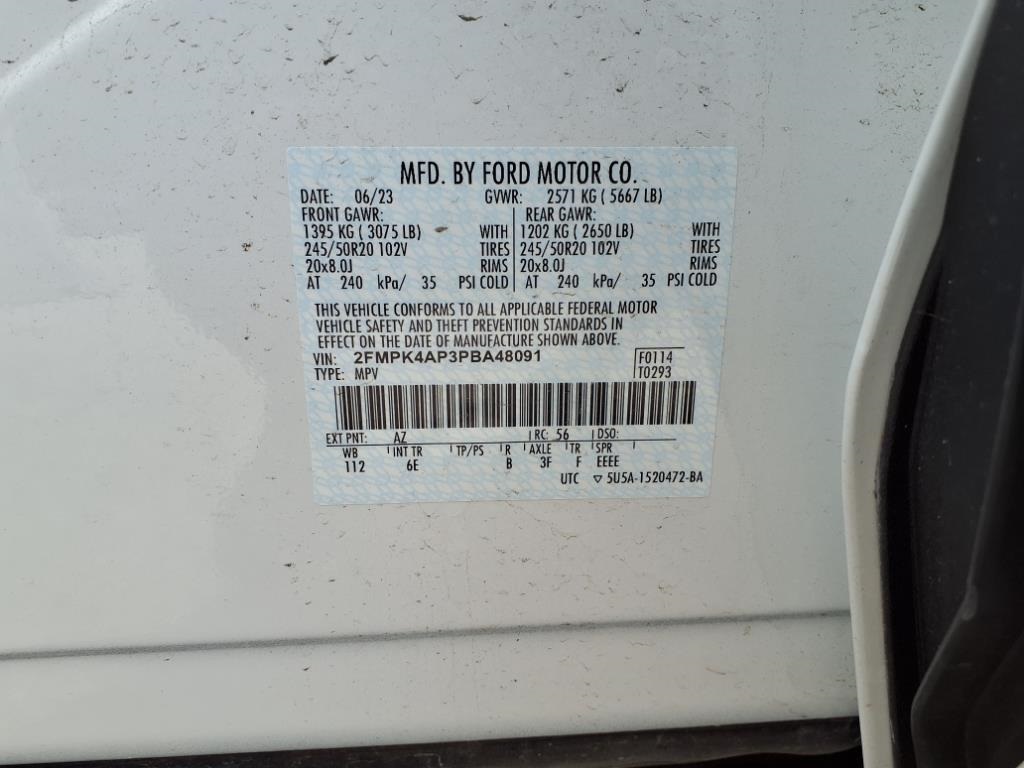 MFD. BY FORD MOTOR CO.
DATE: 06/23 GVWR: 2571 KG ( 5667 LB)
FRONT GAWR: REAR GAWR:
1395 KG ( 3075 LB) WITH 1202 KG ( 2650 LB) WITH
245/50R20 102V TIRES 245/50R20 102V TIRES
20x8.0J RIMS 20x8.0J RIMS
AT 240 kPa/ 35 PSI COLD AT 240 kPa/ 35 PSI COLD
THIS VEHICLE CONFORMS TO ALL APPLICABLE FEDERAL MOTOR
VEHICLE SAFETY AND THEFT PREVENTION STANDARDS IN
EFFECT ON THE DATE OF MANUFACTURE SHOWN ABOVE.
VIN: 2FMPK4AP3PBA48091 F0114
TYPE: MPV T0293
EXT PNT: AZ RC: 56 DSO:
WB INT TR TP/PS R AXLE TR SPR
112 6E B 3F F EEEE
UTC ▽ 5U5A-1520472-BA